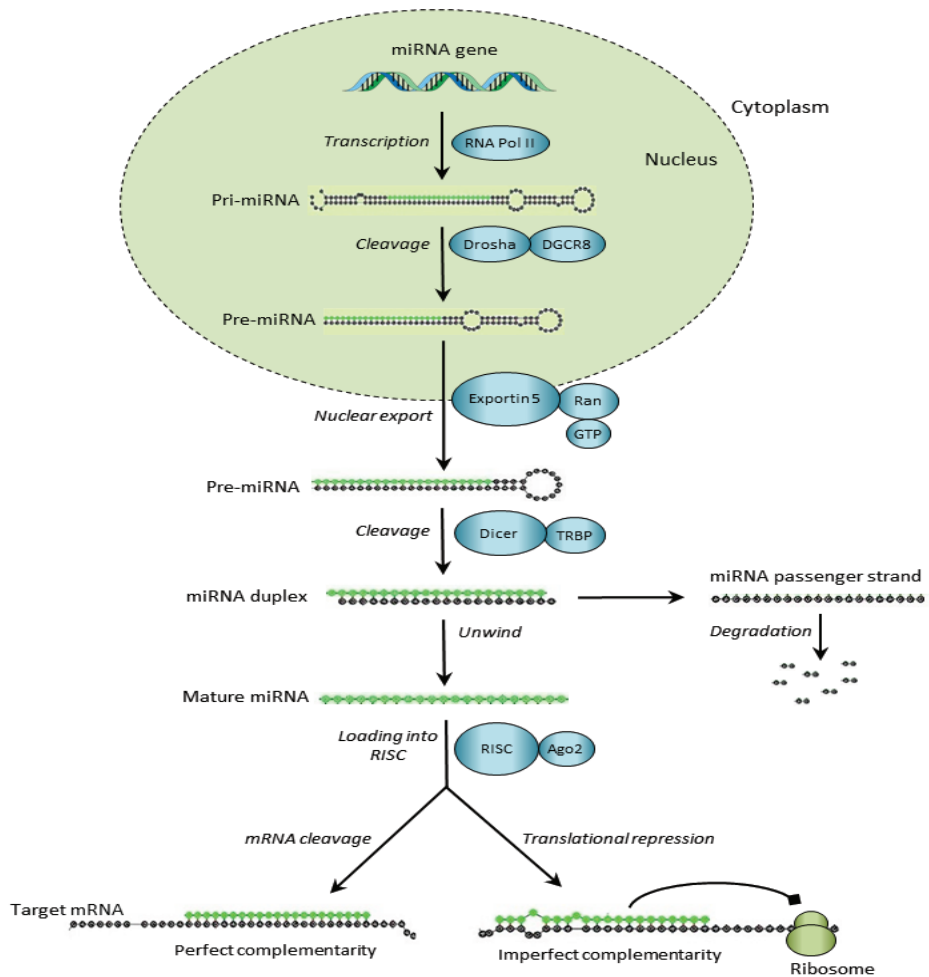 miRNA gene
Cytoplasm
Transcription
RNA Pol II
Nucleus
Pri-miRNA
Cleavage
Drosha
DGCR8
Pre-miRNA
Exportin 5
Ran
Nuclear export
GTP
Pre-miRNA
Cleavage
Dicer
TRBP
miRNA passenger strand
miRNA duplex
Unwind
Degradation
Mature miRNA
Loading into
RISC
RISC
Ago2
mRNA cleavage
Translational repression
Target mRNA
Perfect complementarity
Imperfect complementarity
Ribosome